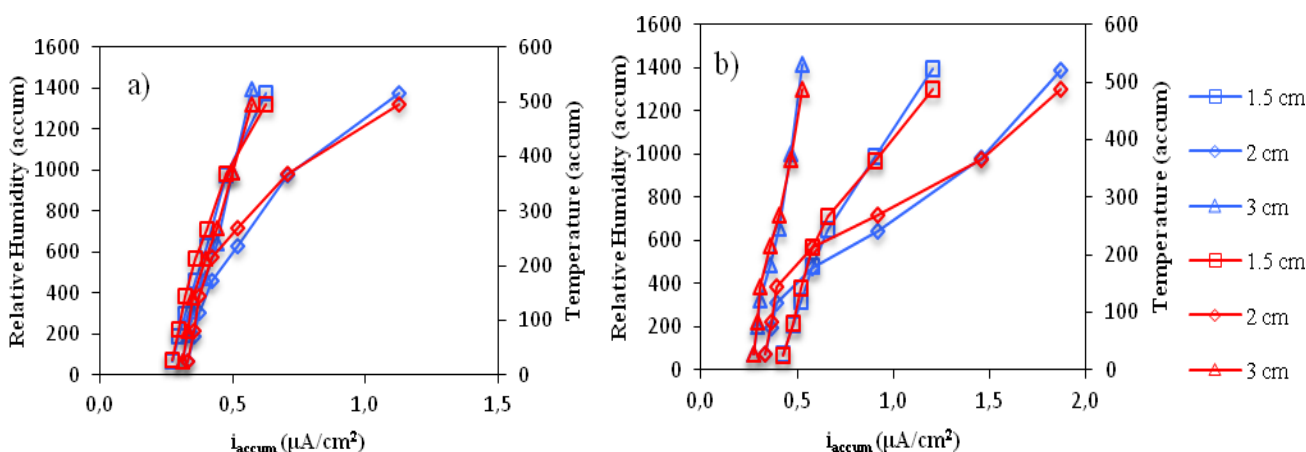 a)
Relative Humidity (accum)
1600
1400
1200
1000
800
600
400
200
0
600
500
400
300
200
100
0
Temperature (accum)
0,0 0,5 1,0 1,5
iaccum (µA/cm²)
b)
Relative Humidity (accum)
1600
1400
1200
1000
800
600
400
200
0
600
500
400
300
200
100
0
Temperature (accum)
0,0 0,5 1,0 1,5 2,0
iaccum (µA/cm²)
1.5 cm
2 cm
3 cm
1.5 cm
2 cm
3 cm